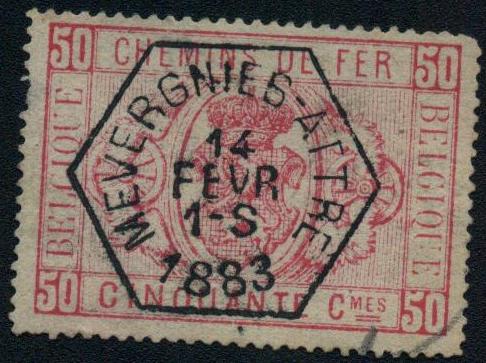 50 CHEMINS DE FER 50
BELGIQUE
BELGIQUE
MEVERGNIES-ATTRE
14
FEVR
1-S
1883
50 CINQUANTE CMES 50